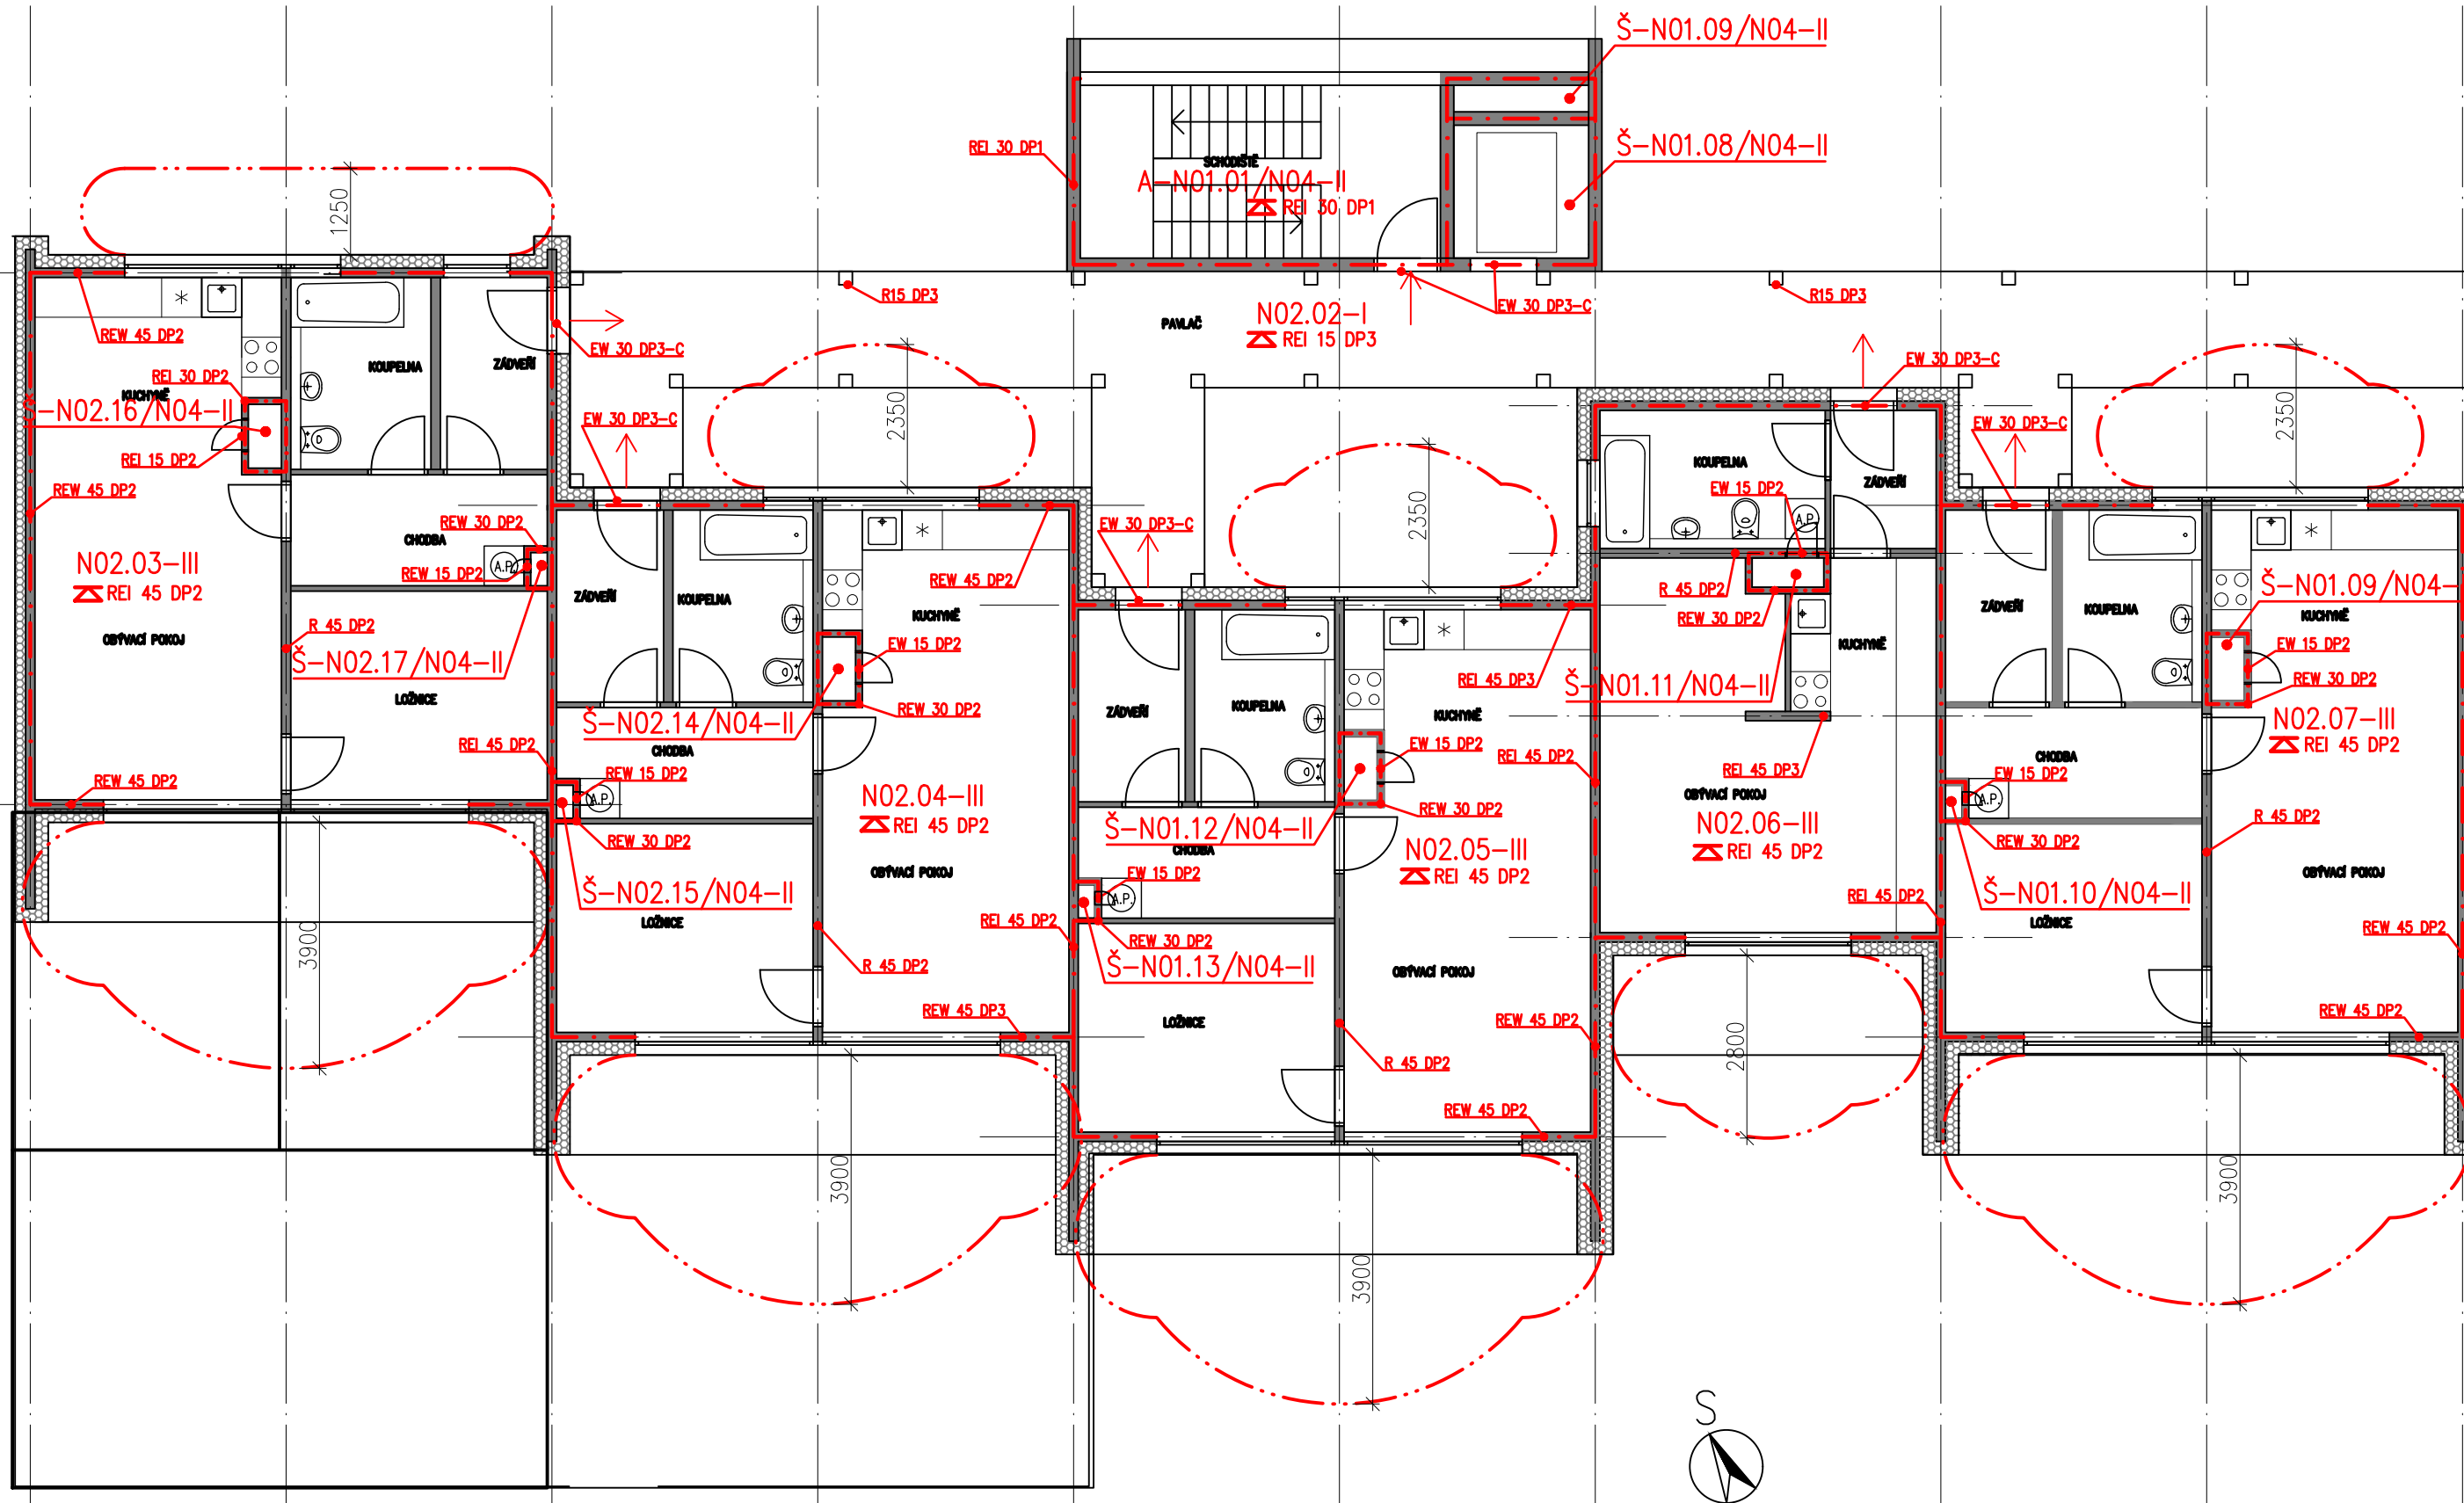 Š-N01.09/N04-II
Š-N01.08/N04-II
REI 30 DP1
SCHODIŠTĚ
A-N01.01/N04-II
REI 30 DP1
1250
R15 DP3
EW 30 DP3-C
R15 DP3
N02.02-I
REI 15 DP3
PAVLAČ
REW 45 DP2
KOUPELNA
ZÁDVEŘÍ
EW 30 DP3-C
EW 30 DP3-C
REI 30 DP2
KUCHYNĚ
Š-N02.16/N04-II
REI 15 DP2
2350
EW 30 DP3-C
2350
EW 30 DP3-C
2350
REW 45 DP2
KOUPELNA
EW 15 DP2
ZÁDVEŘÍ
A.P.
REW 30 DP2
CHODBA
A.P.
REW 15 DP2
EW 30 DP3-C
N02.03-III
REI 45 DP2
REW 45 DP2
R 45 DP2
REW 30 DP2
Š-N01.09/N04-
ZÁDVEŘÍ
KOUPELNA
KUCHYNĚ
ZÁDVEŘÍ
KOUPELNA
KUCHYNĚ
R 45 DP2
OBÝVACÍ POKOJ
EW 15 DP2
KUCHYNĚ
EW 15 DP2
Š-N02.17/N04-II
LOŽNICE
REI 45 DP3
Š-N01.11/N04-II
REW 30 DP2
REW 30 DP2
ZÁDVEŘÍ
KOUPELNA
KUCHYNĚ
N02.07-III
REI 45 DP2
Š-N02.14/N04-II
CHODBA
REI 45 DP2
EW 15 DP2
REI 45 DP2
CHODBA
REW 15 DP2
A.P.
REI 45 DP3
EW 15 DP2
A.P.
REW 45 DP2
N02.04-III
REI 45 DP2
OBÝVACÍ POKOJ
REW 30 DP2
N02.06-III
REI 45 DP2
R 45 DP2
Š-N01.12/N04-II
CHODBA
REW 30 DP2
REW 30 DP2
N02.05-III
REI 45 DP2
OBÝVACÍ POKOJ
EW 15 DP2
A.P.
OBÝVACÍ POKOJ
Š-N02.15/N04-II
LOŽNICE
REI 45 DP2
Š-N01.10/N04-II
LOŽNICE
REI 45 DP2
REW 30 DP2
REW 45 DP2
3900
R 45 DP2
Š-N01.13/N04-II
OBÝVACÍ POKOJ
REW 45 DP3
LOŽNICE
REW 45 DP2
REW 45 DP2
2800
R 45 DP2
REW 45 DP2
3900
3900
3900
S